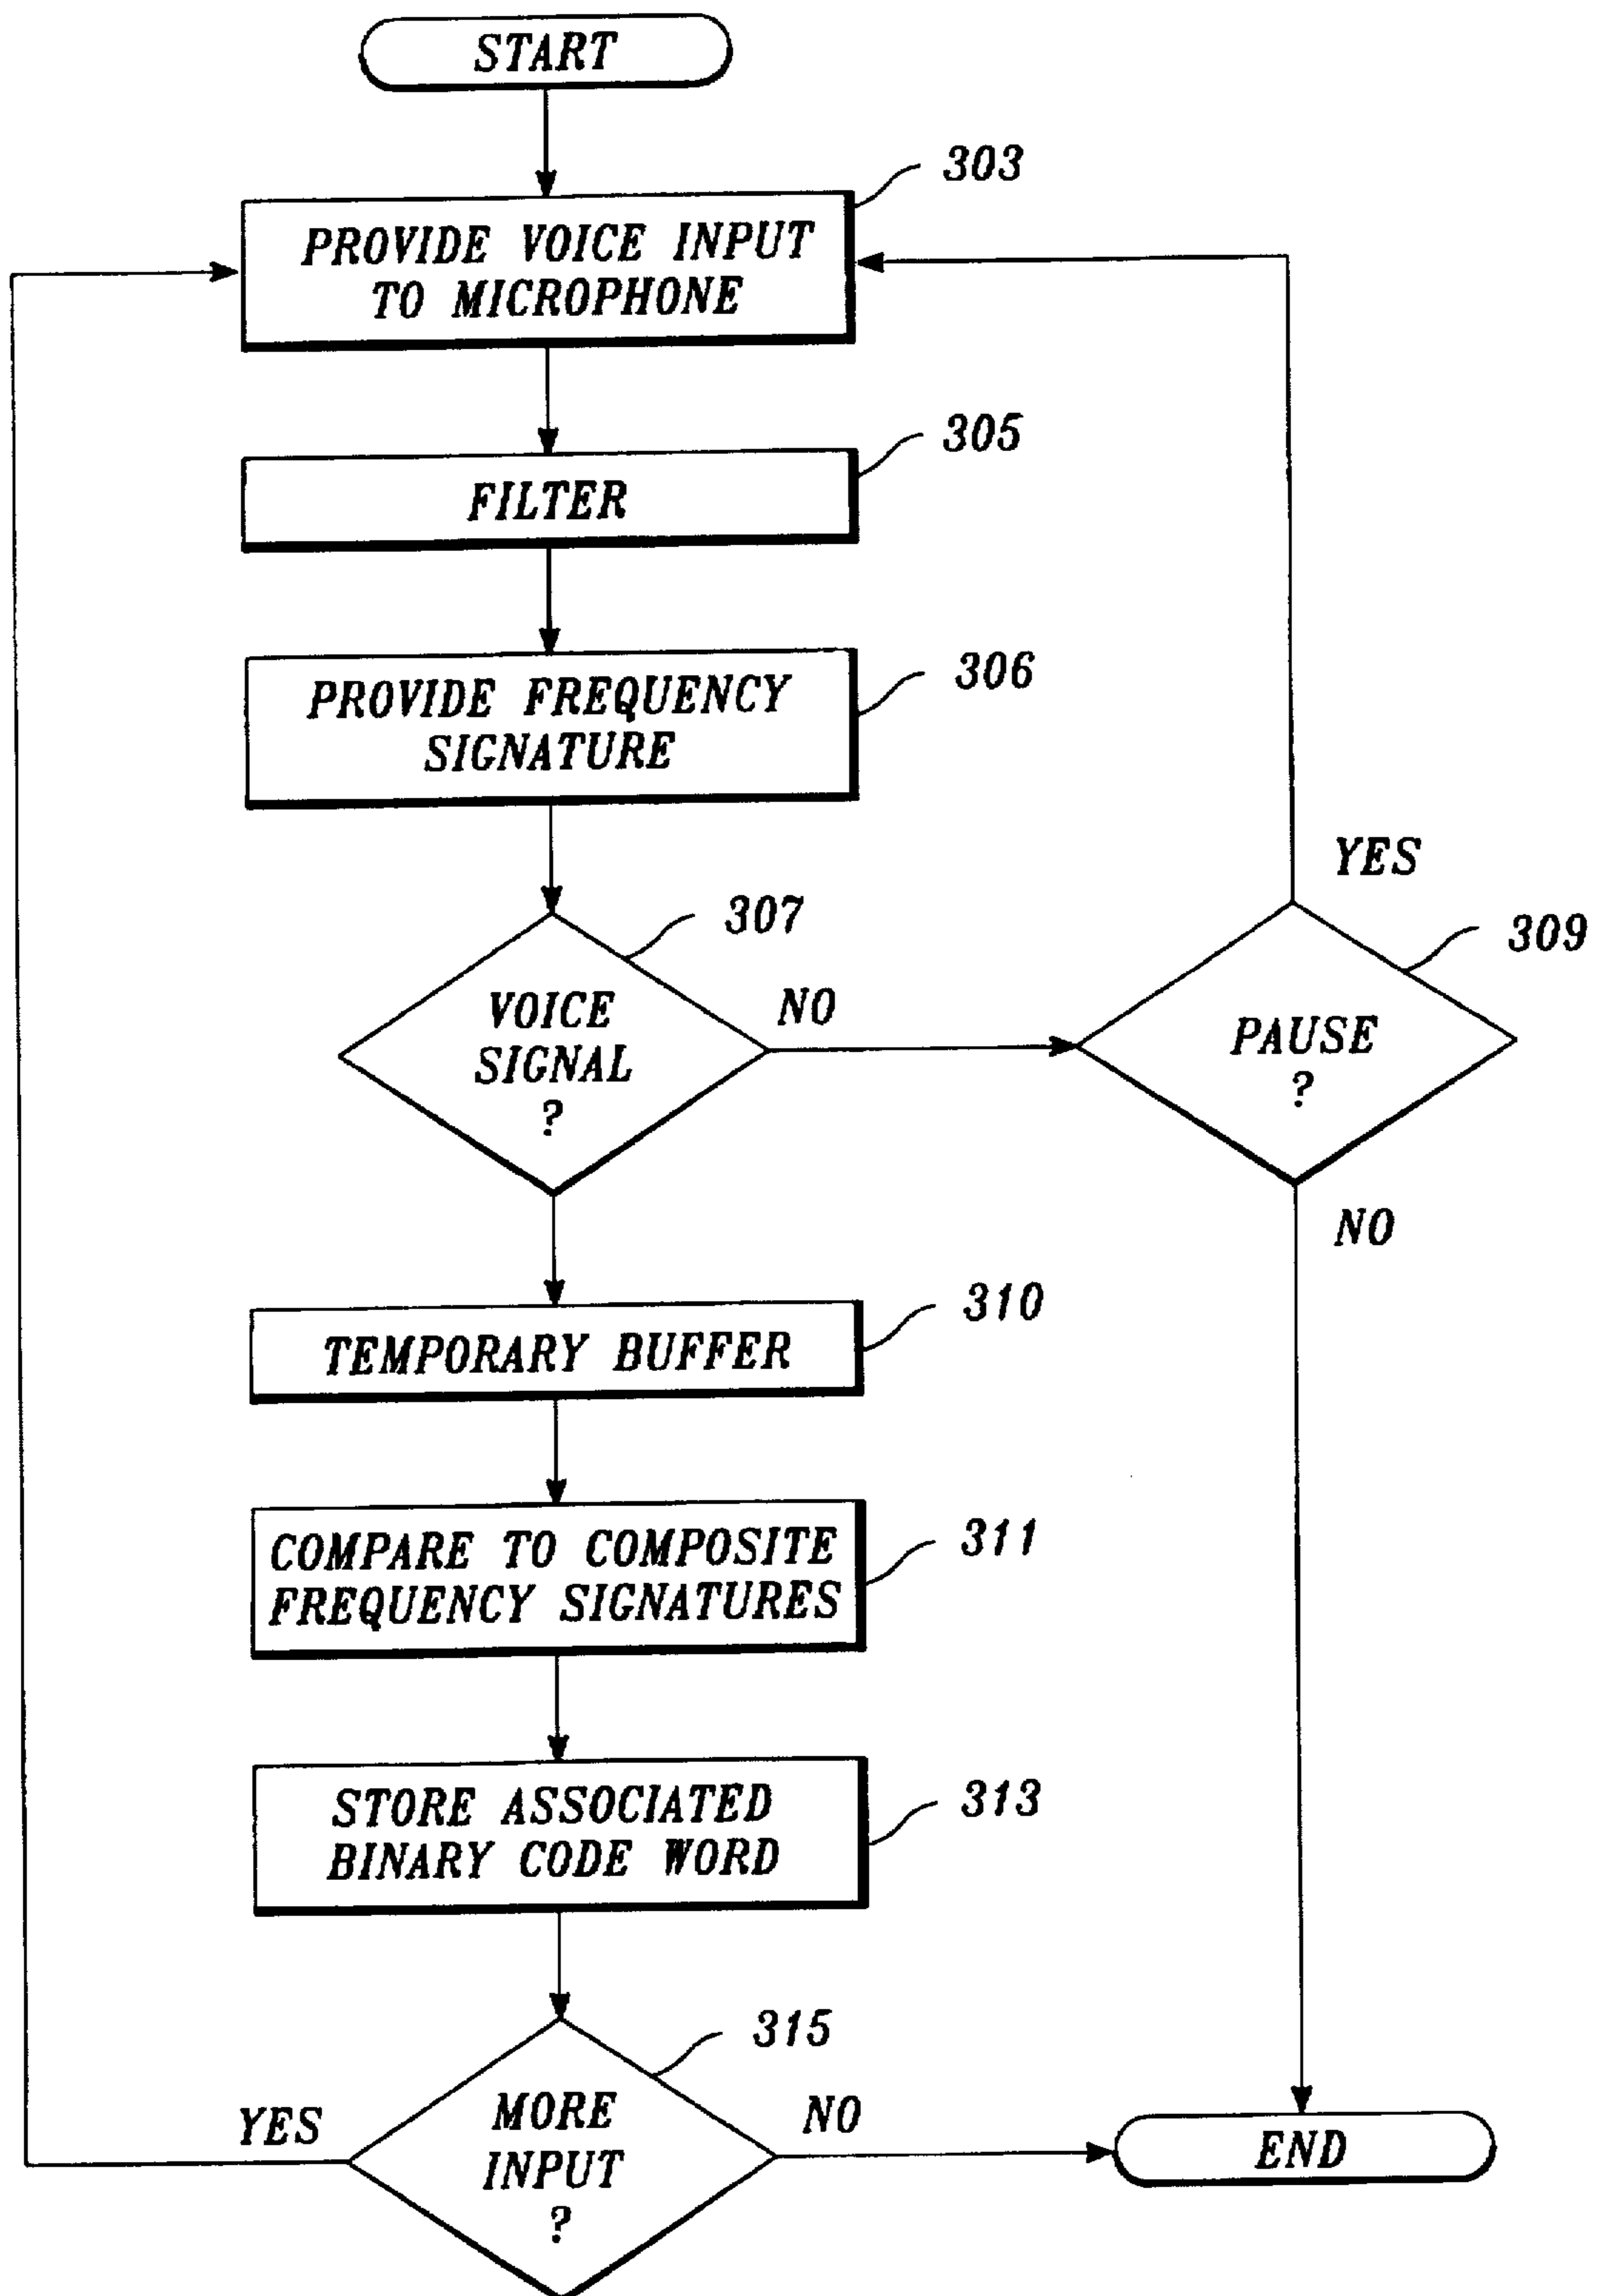 START
303
PROVIDE VOICE INPUT
TO MICROPHONE
305
FILTER
306
PROVIDE FREQUENCY
SIGNATURE
307
VOICE
SIGNAL
?
NO
YES
309
PAUSE
?
NO
310
TEMPORARY BUFFER
311
COMPARE TO COMPOSITE
FREQUENCY SIGNATURES
313
STORE ASSOCIATED
BINARY CODE WORD
315
MORE
INPUT
?
YES
NO
END